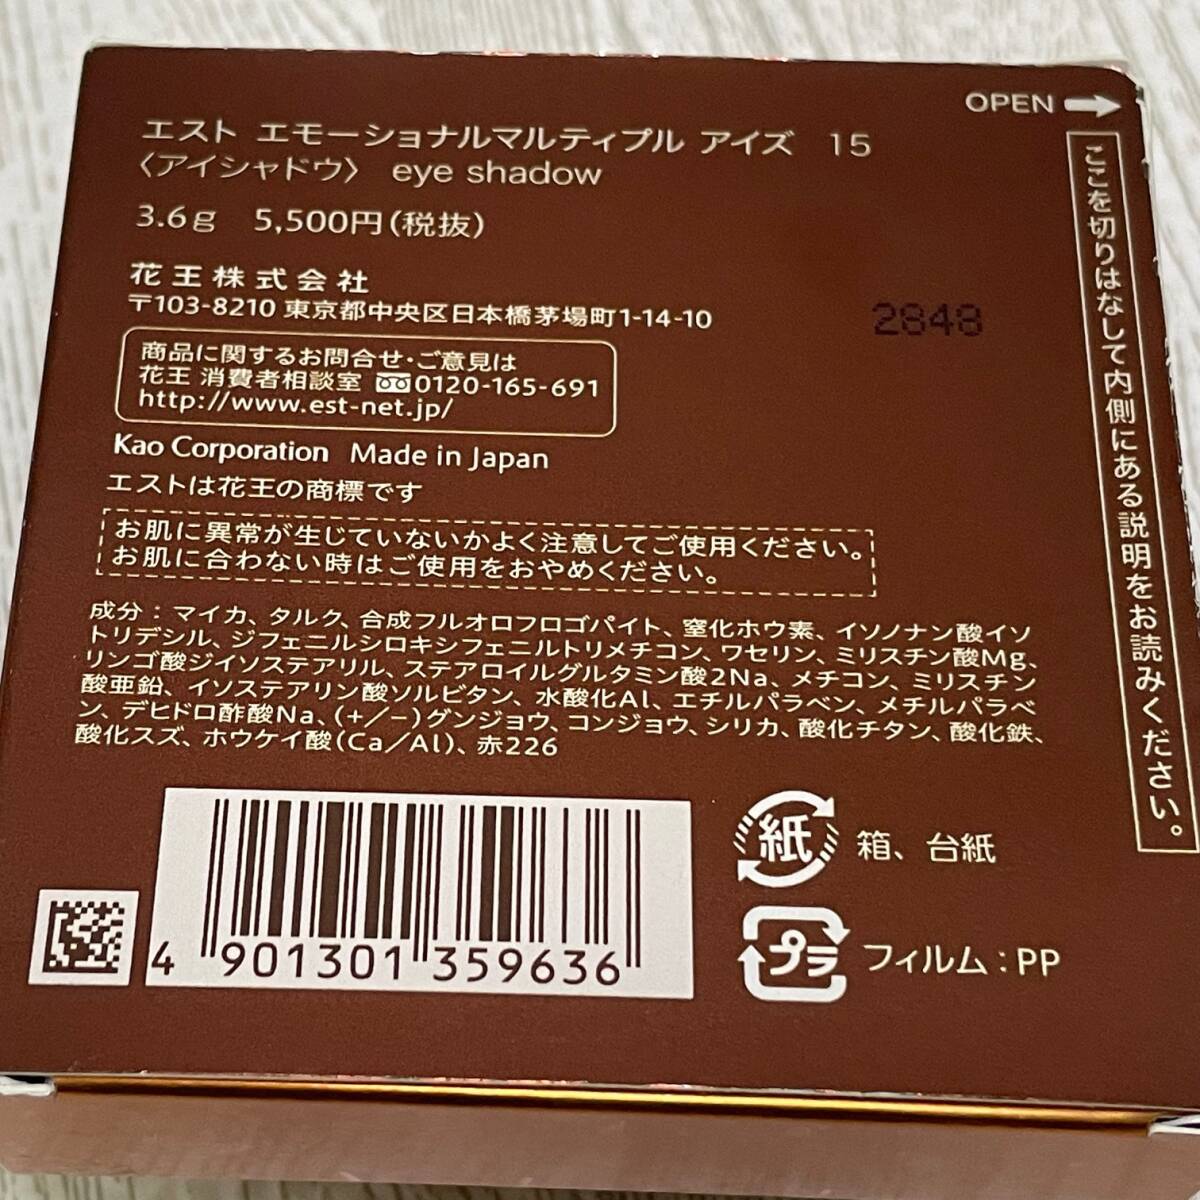 OPEN
エスト エモーショナルマルティプル アイズ 15
〈アイシャドウ〉 eye shadow
3.6g 5,500円(税抜)
花王株式会社
〒103-8210 東京都中央区日本橋茅場町1-14-10
2848
商品に関するお問合せ・ご意見は
花王 消費者相談室 0120-165-691
http://www.est-net.jp/
Kao Corporation Made in Japan
エストは花王の商標です
お肌に異常が生じていないかよく注意してご使用ください。
お肌に合わない時はご使用をおやめください。
成分：マイカ、タルク、合成フルオロフロゴパイト、窒化ホウ素、イソノナン酸イソ
トリデシル、ジフェニルシロキシフェニルトリメチコン、ワセリン、ミリスチン酸Mg、
リンゴ酸ジイソステアリル、ステアロイルグルタミン酸2Na、メチコン、ミリスチン
酸亜鉛、イソステアリン酸ソルビタン、水酸化Al、エチルパラベン、メチルパラベ
ン、デヒドロ酢酸Na、(+/−)グンジョウ、コンジョウ、シリカ、酸化チタン、酸化鉄、
酸化スズ、ホウケイ酸(Ca/Al)、赤226
ここを切りはなして内側にある説明をお読みください。
紙 箱、台紙
プラ フィルム：PP
4 901301 359636